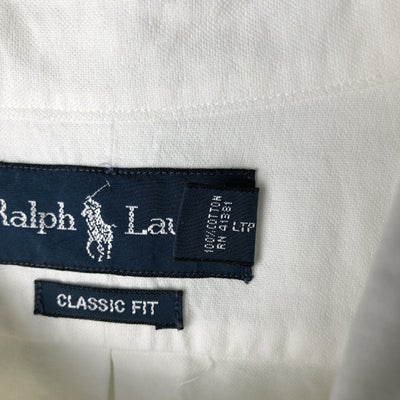 Ralph Lau
100% COTTON
RN 41381
LTP
CLASSIC FIT